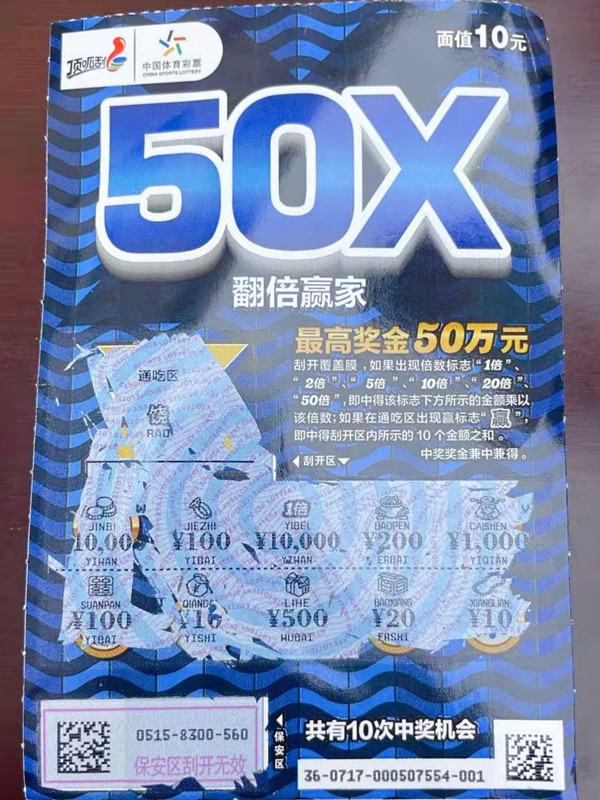 顶呱刮
中国体育彩票
CHINA SPORTS LOTTERY
面值10元
50X
翻倍赢家
最高奖金50万元
刮开覆盖膜,如果出现倍数标志“1倍”、
“2倍”、“5倍”、“10倍”、“20倍”、
“50倍”,即中得该标志下方所示的金额乘以
该倍数;如果在通吃区出现赢标志“赢”,
即中得刮开区内所示的10个金额之和。
中奖奖金兼中兼得。
通吃区
饶
RAO
刮开区
JINBI JIEZHI 1倍 YIBEI CAISHEN
10,00 ¥100 ¥10,000 ¥200 ¥1,000
YIWAN YIBAI YIWAN ERBAI YIQIAN
SUANPAN QIAND LIHE BAOXIANG XIANGLIAN
¥100 ¥10 ¥500 ¥20 ¥10
YIBAI YISHI WUBAI ERSHI
0515-8300-560
保安区刮开无效
保安区
共有10次中奖机会
36-0717-000507554-001